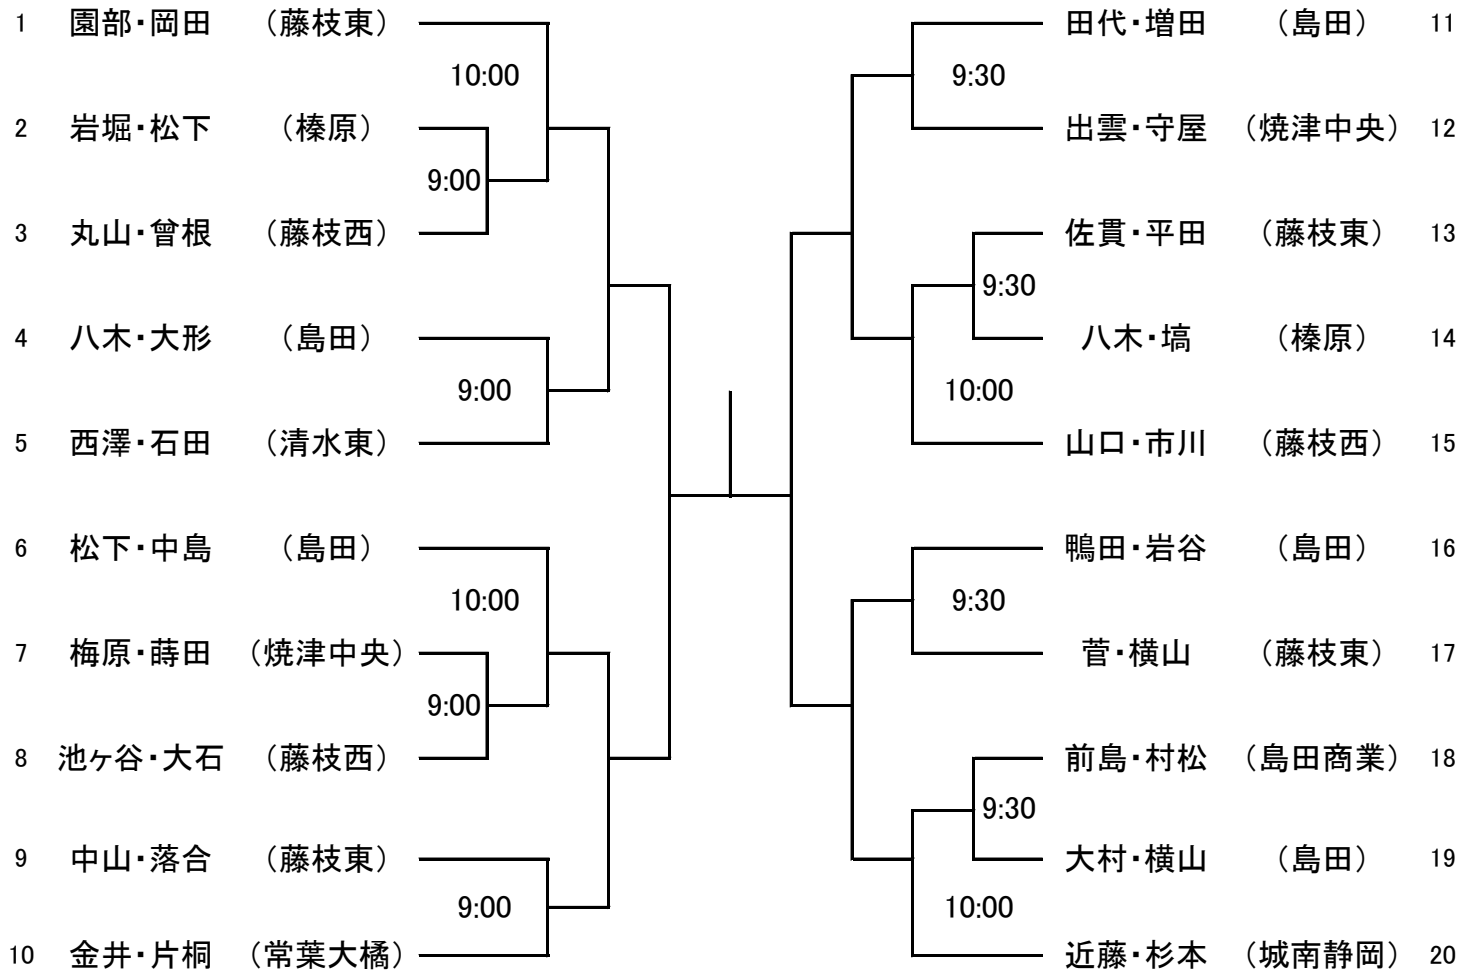 1 園部・岡田 （藤枝東）
10:00
2 岩堀・松下 （榛原）
9:00
3 丸山・曾根 （藤枝西）
4 八木・大形 （島田）
9:00
5 西澤・石田 （清水東）
6 松下・中島 （島田）
10:00
7 梅原・蒔田 （焼津中央）
9:00
8 池ヶ谷・大石 （藤枝西）
9 中山・落合 （藤枝東）
9:00
10 金井・片桐 （常葉大橘）
田代・増田 （島田） 11
9:30
出雲・守屋 （焼津中央） 12
佐貫・平田 （藤枝東） 13
9:30
八木・塙 （榛原） 14
10:00
山口・市川 （藤枝西） 15
鴨田・岩谷 （島田） 16
9:30
菅・横山 （藤枝東） 17
前島・村松 （島田商業） 18
9:30
大村・横山 （島田） 19
10:00
近藤・杉本 （城南静岡） 20